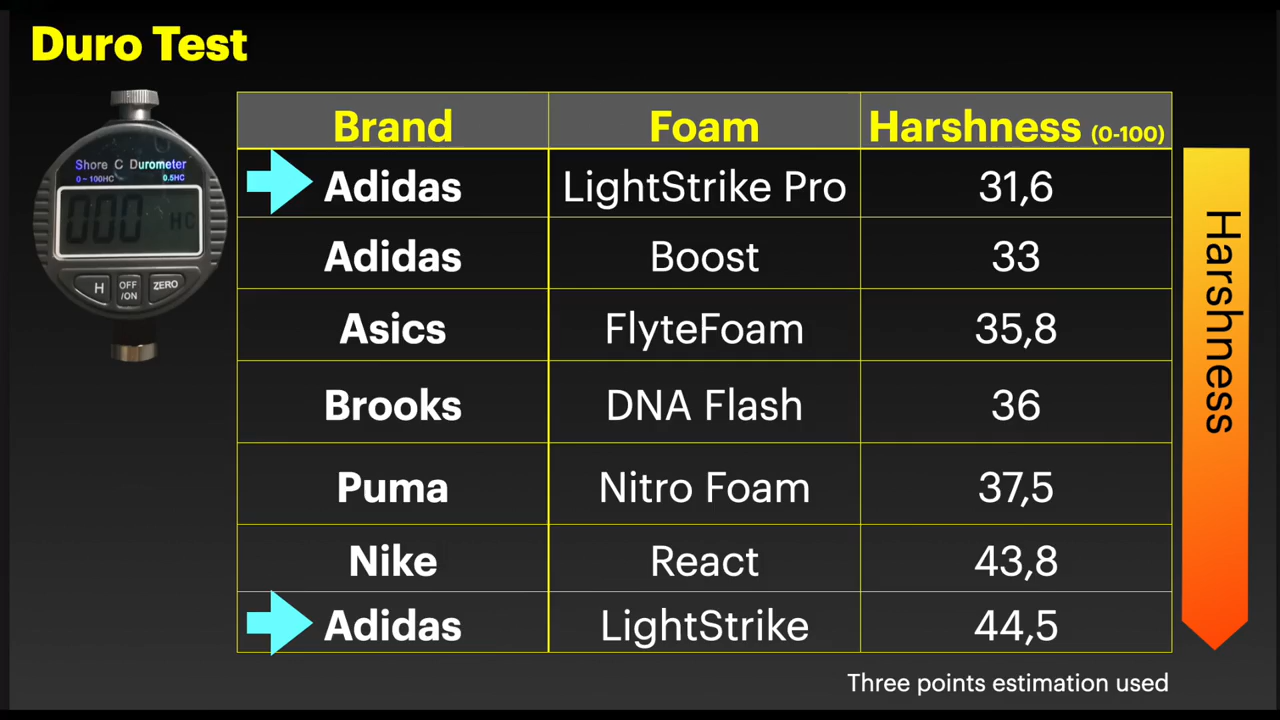 Duro Test
Shore C Durometer
0-100HC 0.5HC
000 HC
H OFF/ON ZERO
Brand Foam Harshness (0-100)
Adidas LightStrike Pro 31,6
Adidas Boost 33
Asics FlyteFoam 35,8
Brooks DNA Flash 36
Puma Nitro Foam 37,5
Nike React 43,8
Adidas LightStrike 44,5
Harshness
Three points estimation used